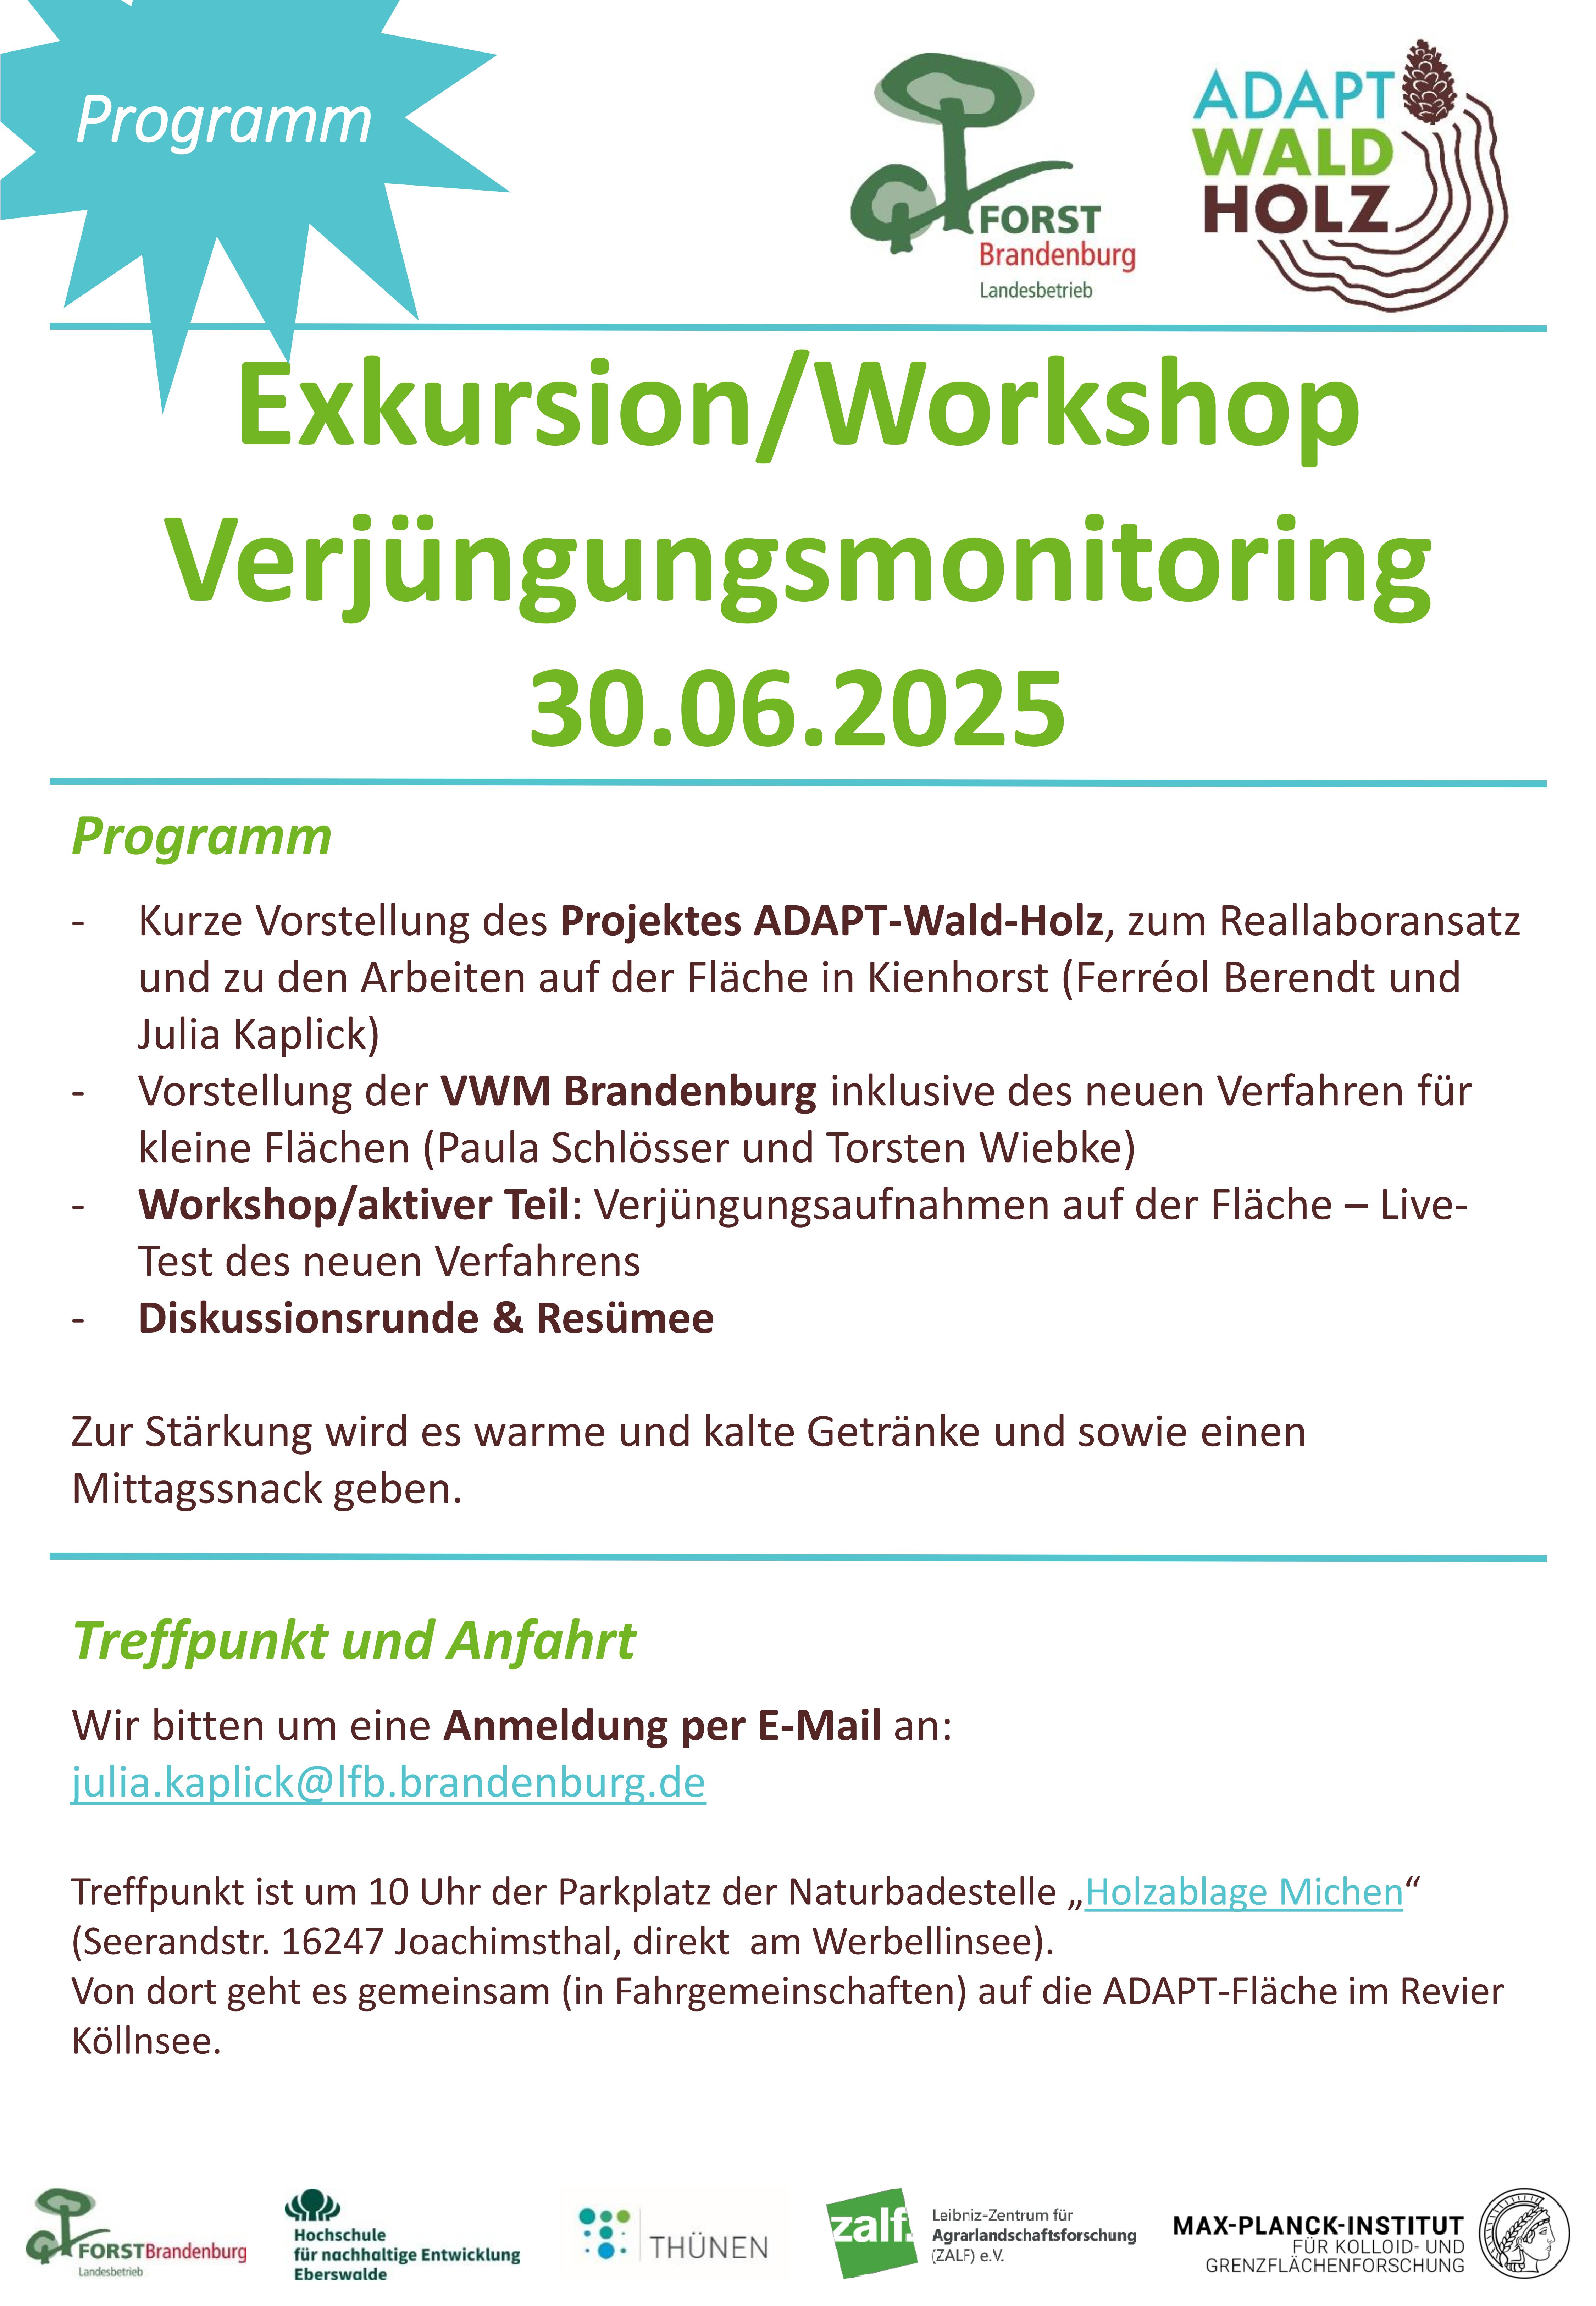 Programm
FORST
Brandenburg
Landesbetrieb
ADAPT
WALD
HOLZ
Exkursion/Workshop
Verjüngungsmonitoring
30.06.2025
Programm
- Kurze Vorstellung des Projektes ADAPT-Wald-Holz, zum Reallaboransatz
und zu den Arbeiten auf der Fläche in Kienhorst (Ferréol Berendt und
Julia Kaplick)
- Vorstellung der VWM Brandenburg inklusive des neuen Verfahren für
kleine Flächen (Paula Schlösser und Torsten Wiebke)
- Workshop/aktiver Teil: Verjüngungsaufnahmen auf der Fläche – Live-
Test des neuen Verfahrens
- Diskussionsrunde & Resümee
Zur Stärkung wird es warme und kalte Getränke und sowie einen
Mittagssnack geben.
Treffpunkt und Anfahrt
Wir bitten um eine Anmeldung per E-Mail an:
julia.kaplick@lfb.brandenburg.de
Treffpunkt ist um 10 Uhr der Parkplatz der Naturbadestelle „Holzablage Michen“
(Seerandstr. 16247 Joachimsthal, direkt  am Werbellinsee).
Von dort geht es gemeinsam (in Fahrgemeinschaften) auf die ADAPT-Fläche im Revier
Köllnsee.
FORSTBrandenburg
Landesbetrieb
Hochschule
für nachhaltige Entwicklung
Eberswalde
THÜNEN
zalf.
Leibniz-Zentrum für
Agrarlandschaftsforschung
(ZALF) e.V.
MAX-PLANCK-INSTITUT
FÜR KOLLOID- UND
GRENZFLÄCHENFORSCHUNG